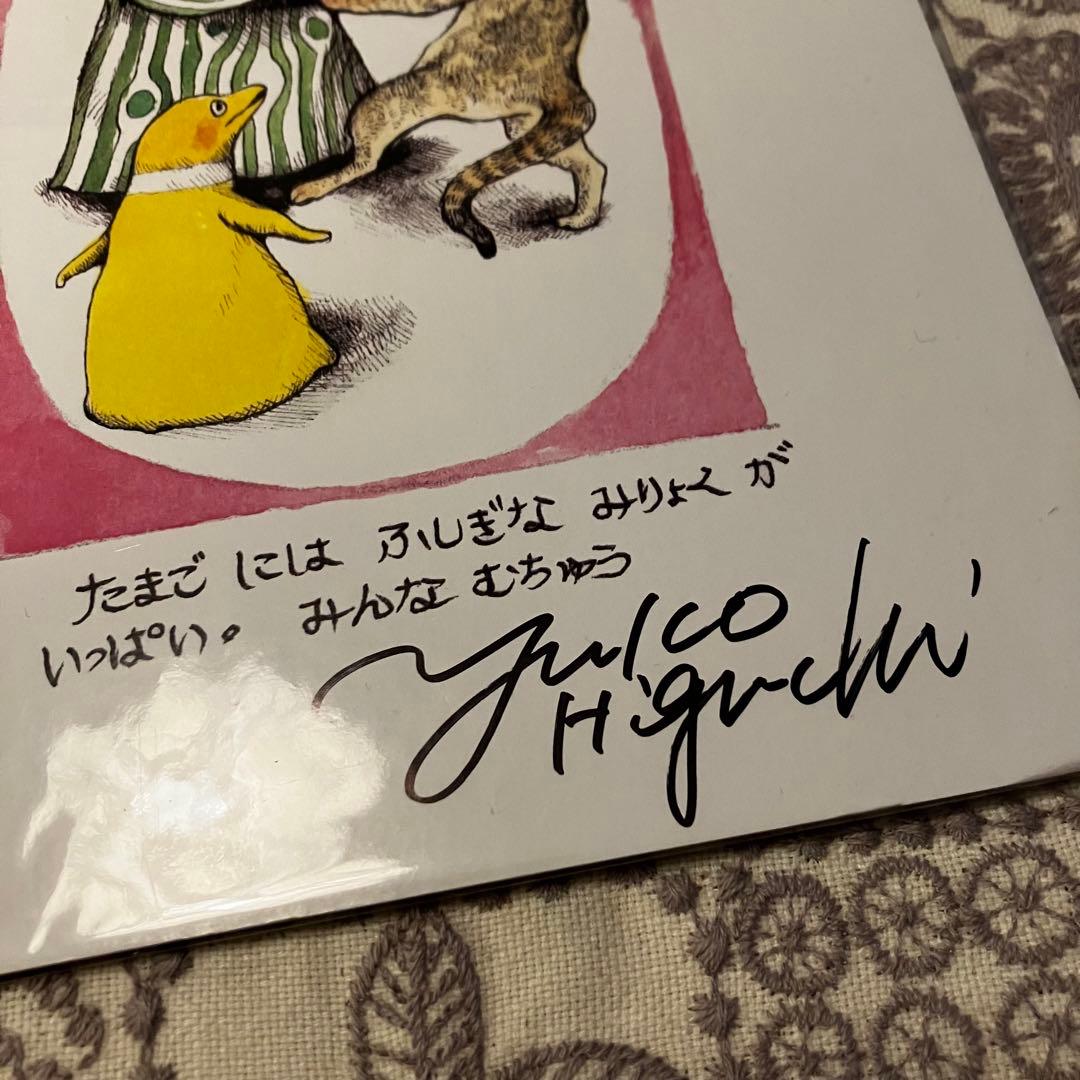 たまご には ふしぎな みりょく が
いっぱい。 みんな むちゅう
Yuko
Higuchi